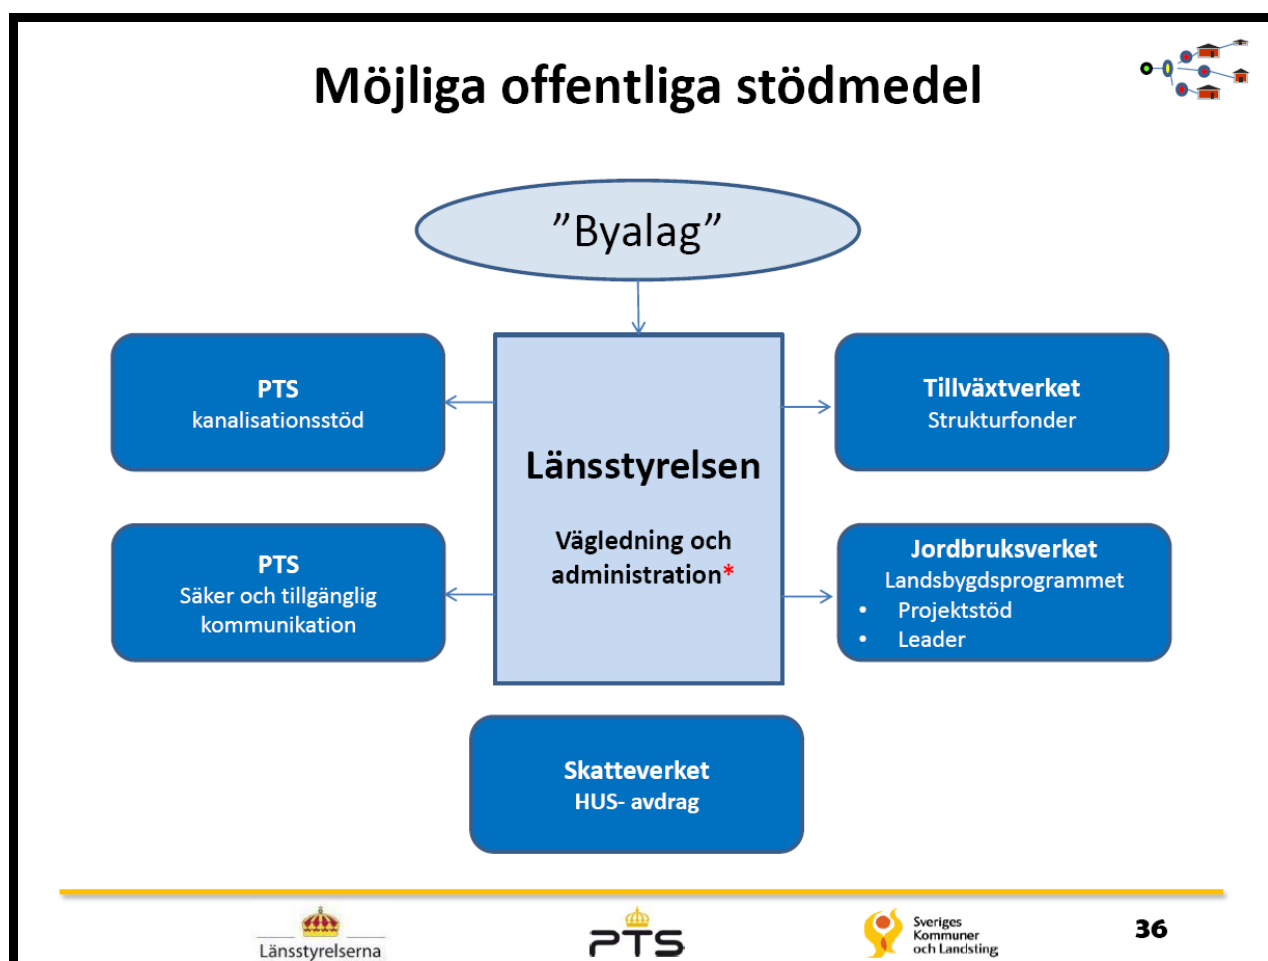 Möjliga offentliga stödmedel
”Byalag”
PTS
kanalisationsstöd
PTS
Säker och tillgänglig
kommunikation
Länsstyrelsen
Vägledning och
administration*
Tillväxtverket
Strukturfonder
Jordbruksverket
Landsbygdsprogrammet
• Projektstöd
• Leader
Skatteverket
HUS- avdrag
Länsstyrelserna
PTS
Sveriges
Kommuner
och Landsting
36